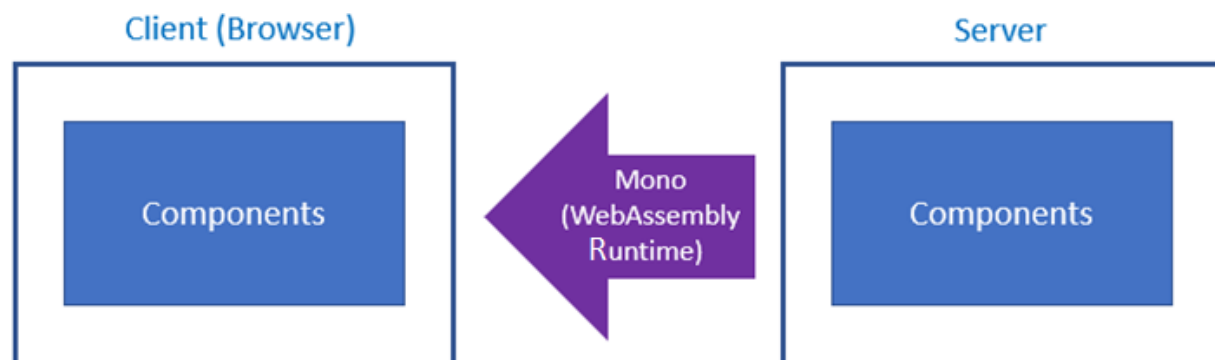 Client (Browser)
Server
Components
Mono
(WebAssembly
Runtime)
Components